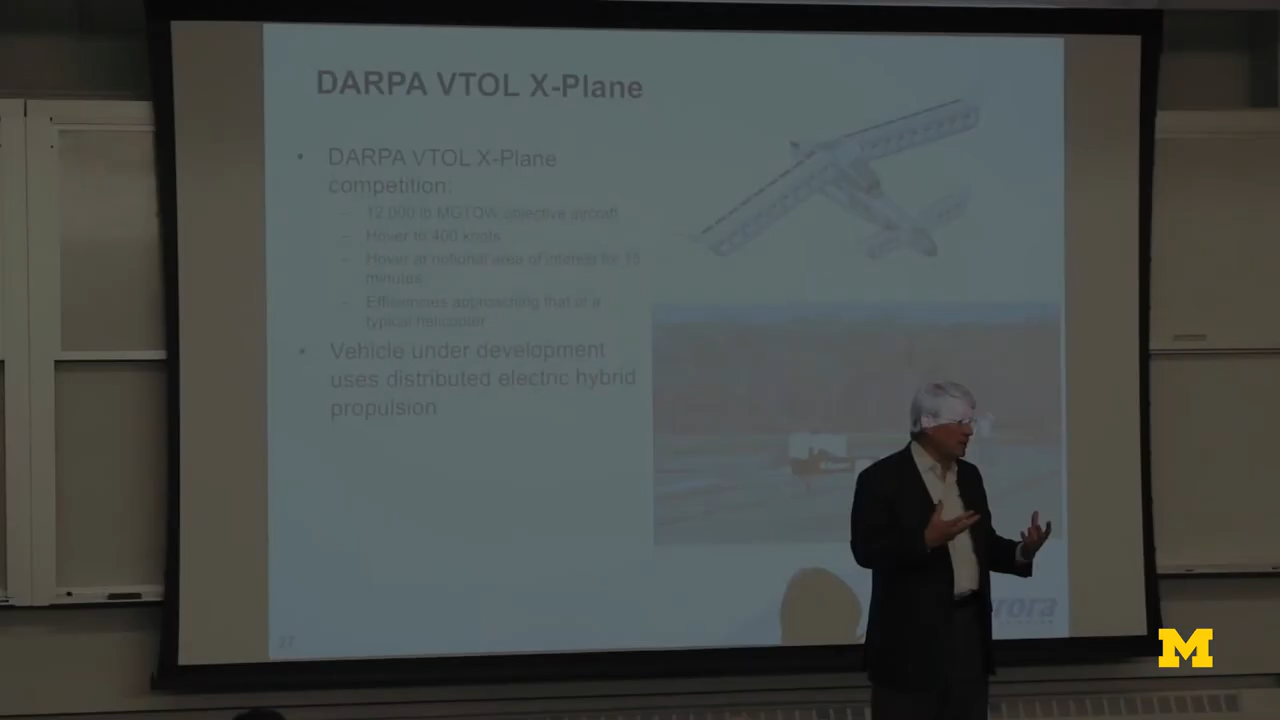 DARPA VTOL X-Plane
• DARPA VTOL X-Plane
competition:
– 12,000 lb MGTOW objective aircraft
– Hover to 400 knots
– Hover at notional area of interest for 15
minutes
– Efficiencies approaching that of a
typical helicopter
• Vehicle under development
uses distributed electric hybrid
propulsion
27
rora
M